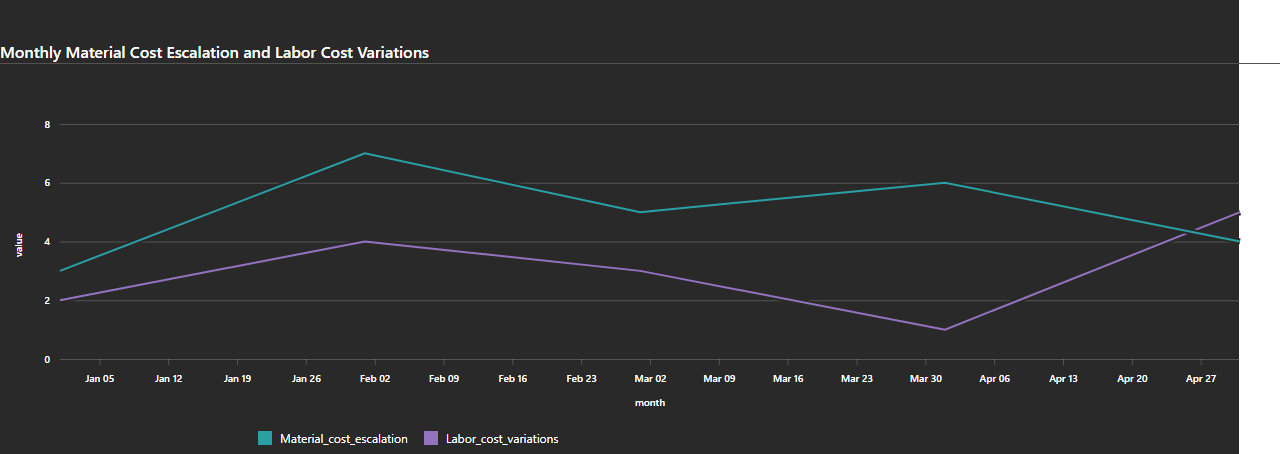 Monthly Material Cost Escalation and Labor Cost Variations
8
6
4
2
0
value
Jan 05 Jan 12 Jan 19 Jan 26 Feb 02 Feb 09 Feb 16 Feb 23 Mar 02 Mar 09 Mar 16 Mar 23 Mar 30 Apr 06 Apr 13 Apr 20 Apr 27
month
Material_cost_escalation Labor_cost_variations